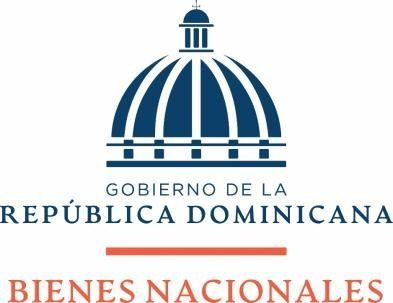 GOBIERNO DE LA
REPÚBLICA DOMINICANA
BIENES NACIONALES